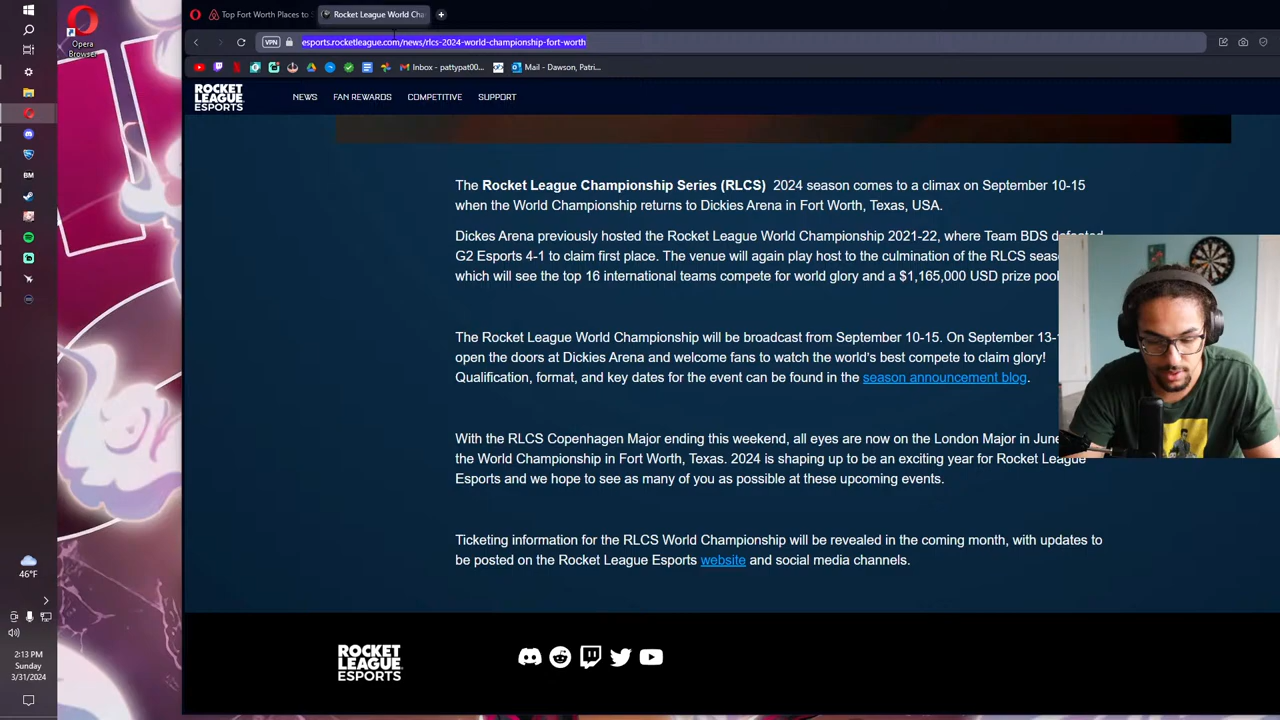 Opera
Browser
Top Fort Worth Places to
Rocket League World Cha
VPN
esports.rocketleague.com/news/rlcs-2024-world-championship-fort-worth
Inbox - pattypat00...
Mail - Dawson, Patri...
ROCKET
LEAGUE
ESPORTS
NEWS
FAN REWARDS
COMPETITIVE
SUPPORT
The Rocket League Championship Series (RLCS) 2024 season comes to a climax on September 10-15
when the World Championship returns to Dickies Arena in Fort Worth, Texas, USA.
Dickes Arena previously hosted the Rocket League World Championship 2021-22, where Team BDS defeated
G2 Esports 4-1 to claim first place. The venue will again play host to the culmination of the RLCS seas
which will see the top 16 international teams compete for world glory and a $1,165,000 USD prize pool
The Rocket League World Championship will be broadcast from September 10-15. On September 13-
open the doors at Dickies Arena and welcome fans to watch the world's best compete to claim glory!
Qualification, format, and key dates for the event can be found in the season announcement blog.
With the RLCS Copenhagen Major ending this weekend, all eyes are now on the London Major in June
the World Championship in Fort Worth, Texas. 2024 is shaping up to be an exciting year for Rocket League
Esports and we hope to see as many of you as possible at these upcoming events.
Ticketing information for the RLCS World Championship will be revealed in the coming month, with updates to
be posted on the Rocket League Esports website and social media channels.
ROCKET
LEAGUE
ESPORTS
BM
46°F
2:13 PM
Sunday
3/31/2024